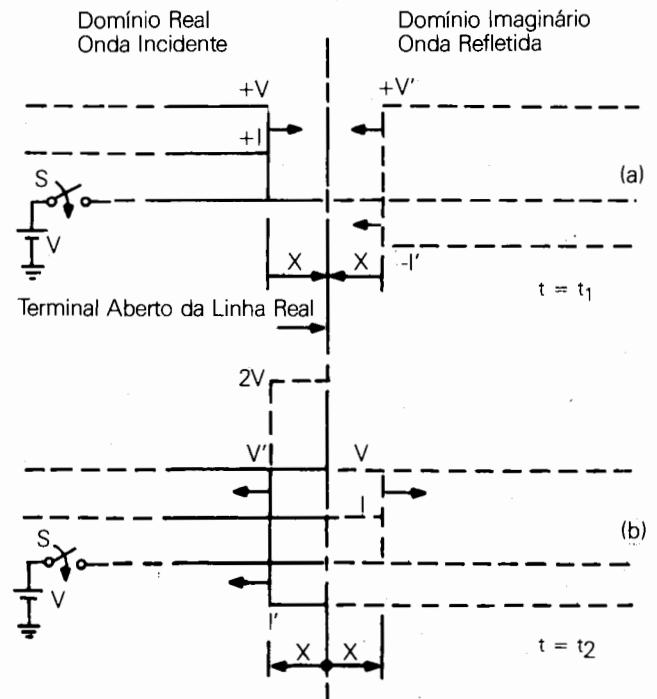 Domínio Real
Onda Incidente
Domínio Imaginário
Onda Refletida
+V
+V'
+I
(a)
S
V
X
X
-I'
t = t₁
Terminal Aberto da Linha Real
2V
V'
V
I
(b)
S
V
I'
X
X
t = t₂